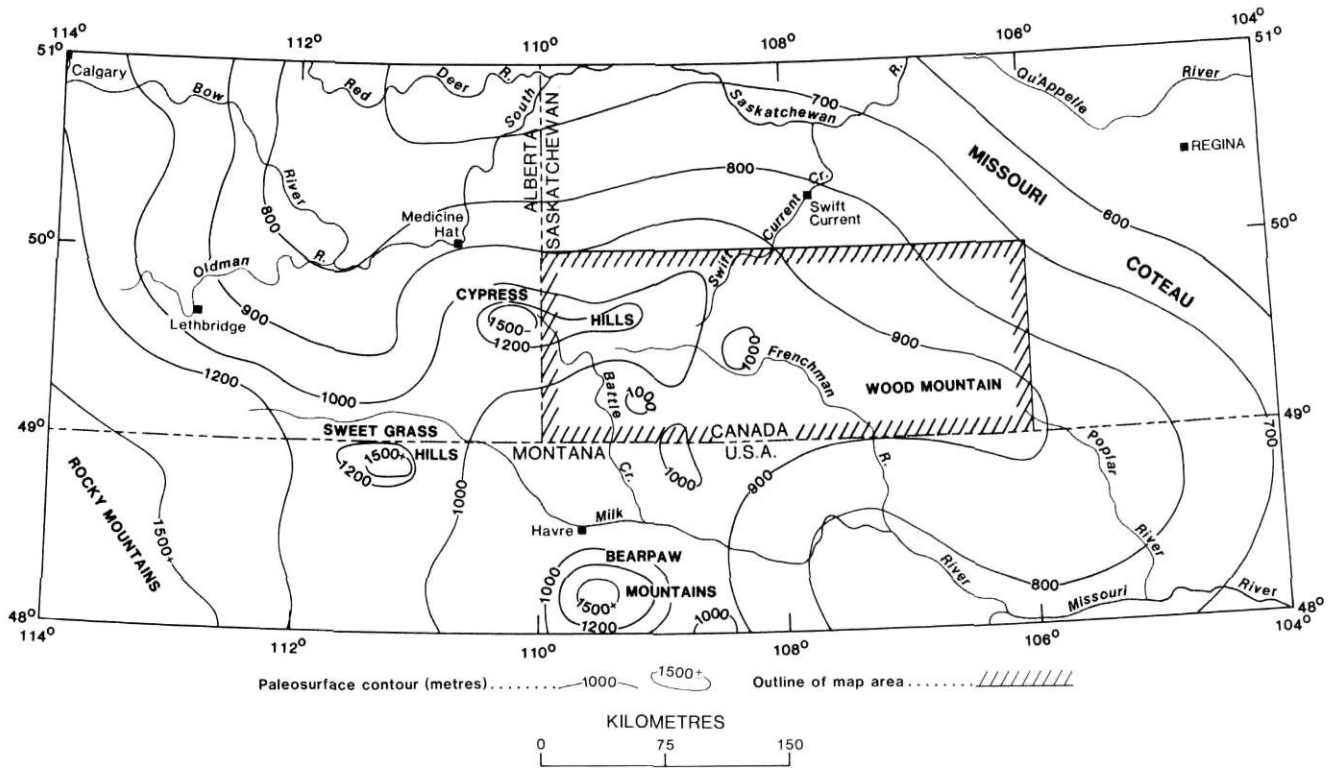 114° 112° 110° 108° 106° 104°
51° 51°
Calgary
Bow
River
Red Deer R.
South
Saskatchewan
R.
Qu'Appelle River
REGINA
700
ALBERTA
SASKATCHEWAN
MISSOURI
COTEAU
600
800
800
Cr.
Swift Current
Medicine Hat
Swift Current
50° 50°
Oldman R.
Lethbridge
900
CYPRESS
HILLS
1500-
1200
1000
Frenchman
R.
900
WOOD MOUNTAIN
1200
1000
Battle
Cr.
1000
49° 49°
SWEET GRASS
HILLS
1500+
1200
MONTANA
CANADA
U.S.A.
1000
900
Poplar
River
700
ROCKY MOUNTAINS
1500+
1000
Havre
Milk
River
BEARPAW
MOUNTAINS
1000
1500+
1200
1000
800
Missouri River
48° 48°
114° 112° 110° 108° 106° 104°
Paleosurface contour (metres)........ 1000 1500+ Outline of map area........
KILOMETRES
0 75 150